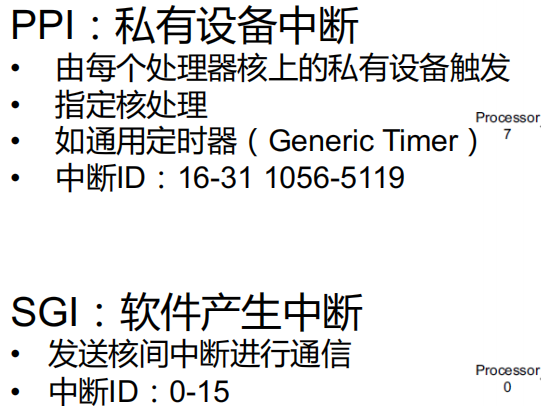 PPI：私有设备中断
• 由每个处理器核上的私有设备触发
• 指定核处理
• 如通用定时器（Generic Timer）
Processor
7
• 中断ID：16-31 1056-5119
SGI：软件产生中断
• 发送核间中断进行通信
• 中断ID：0-15
Processor
0